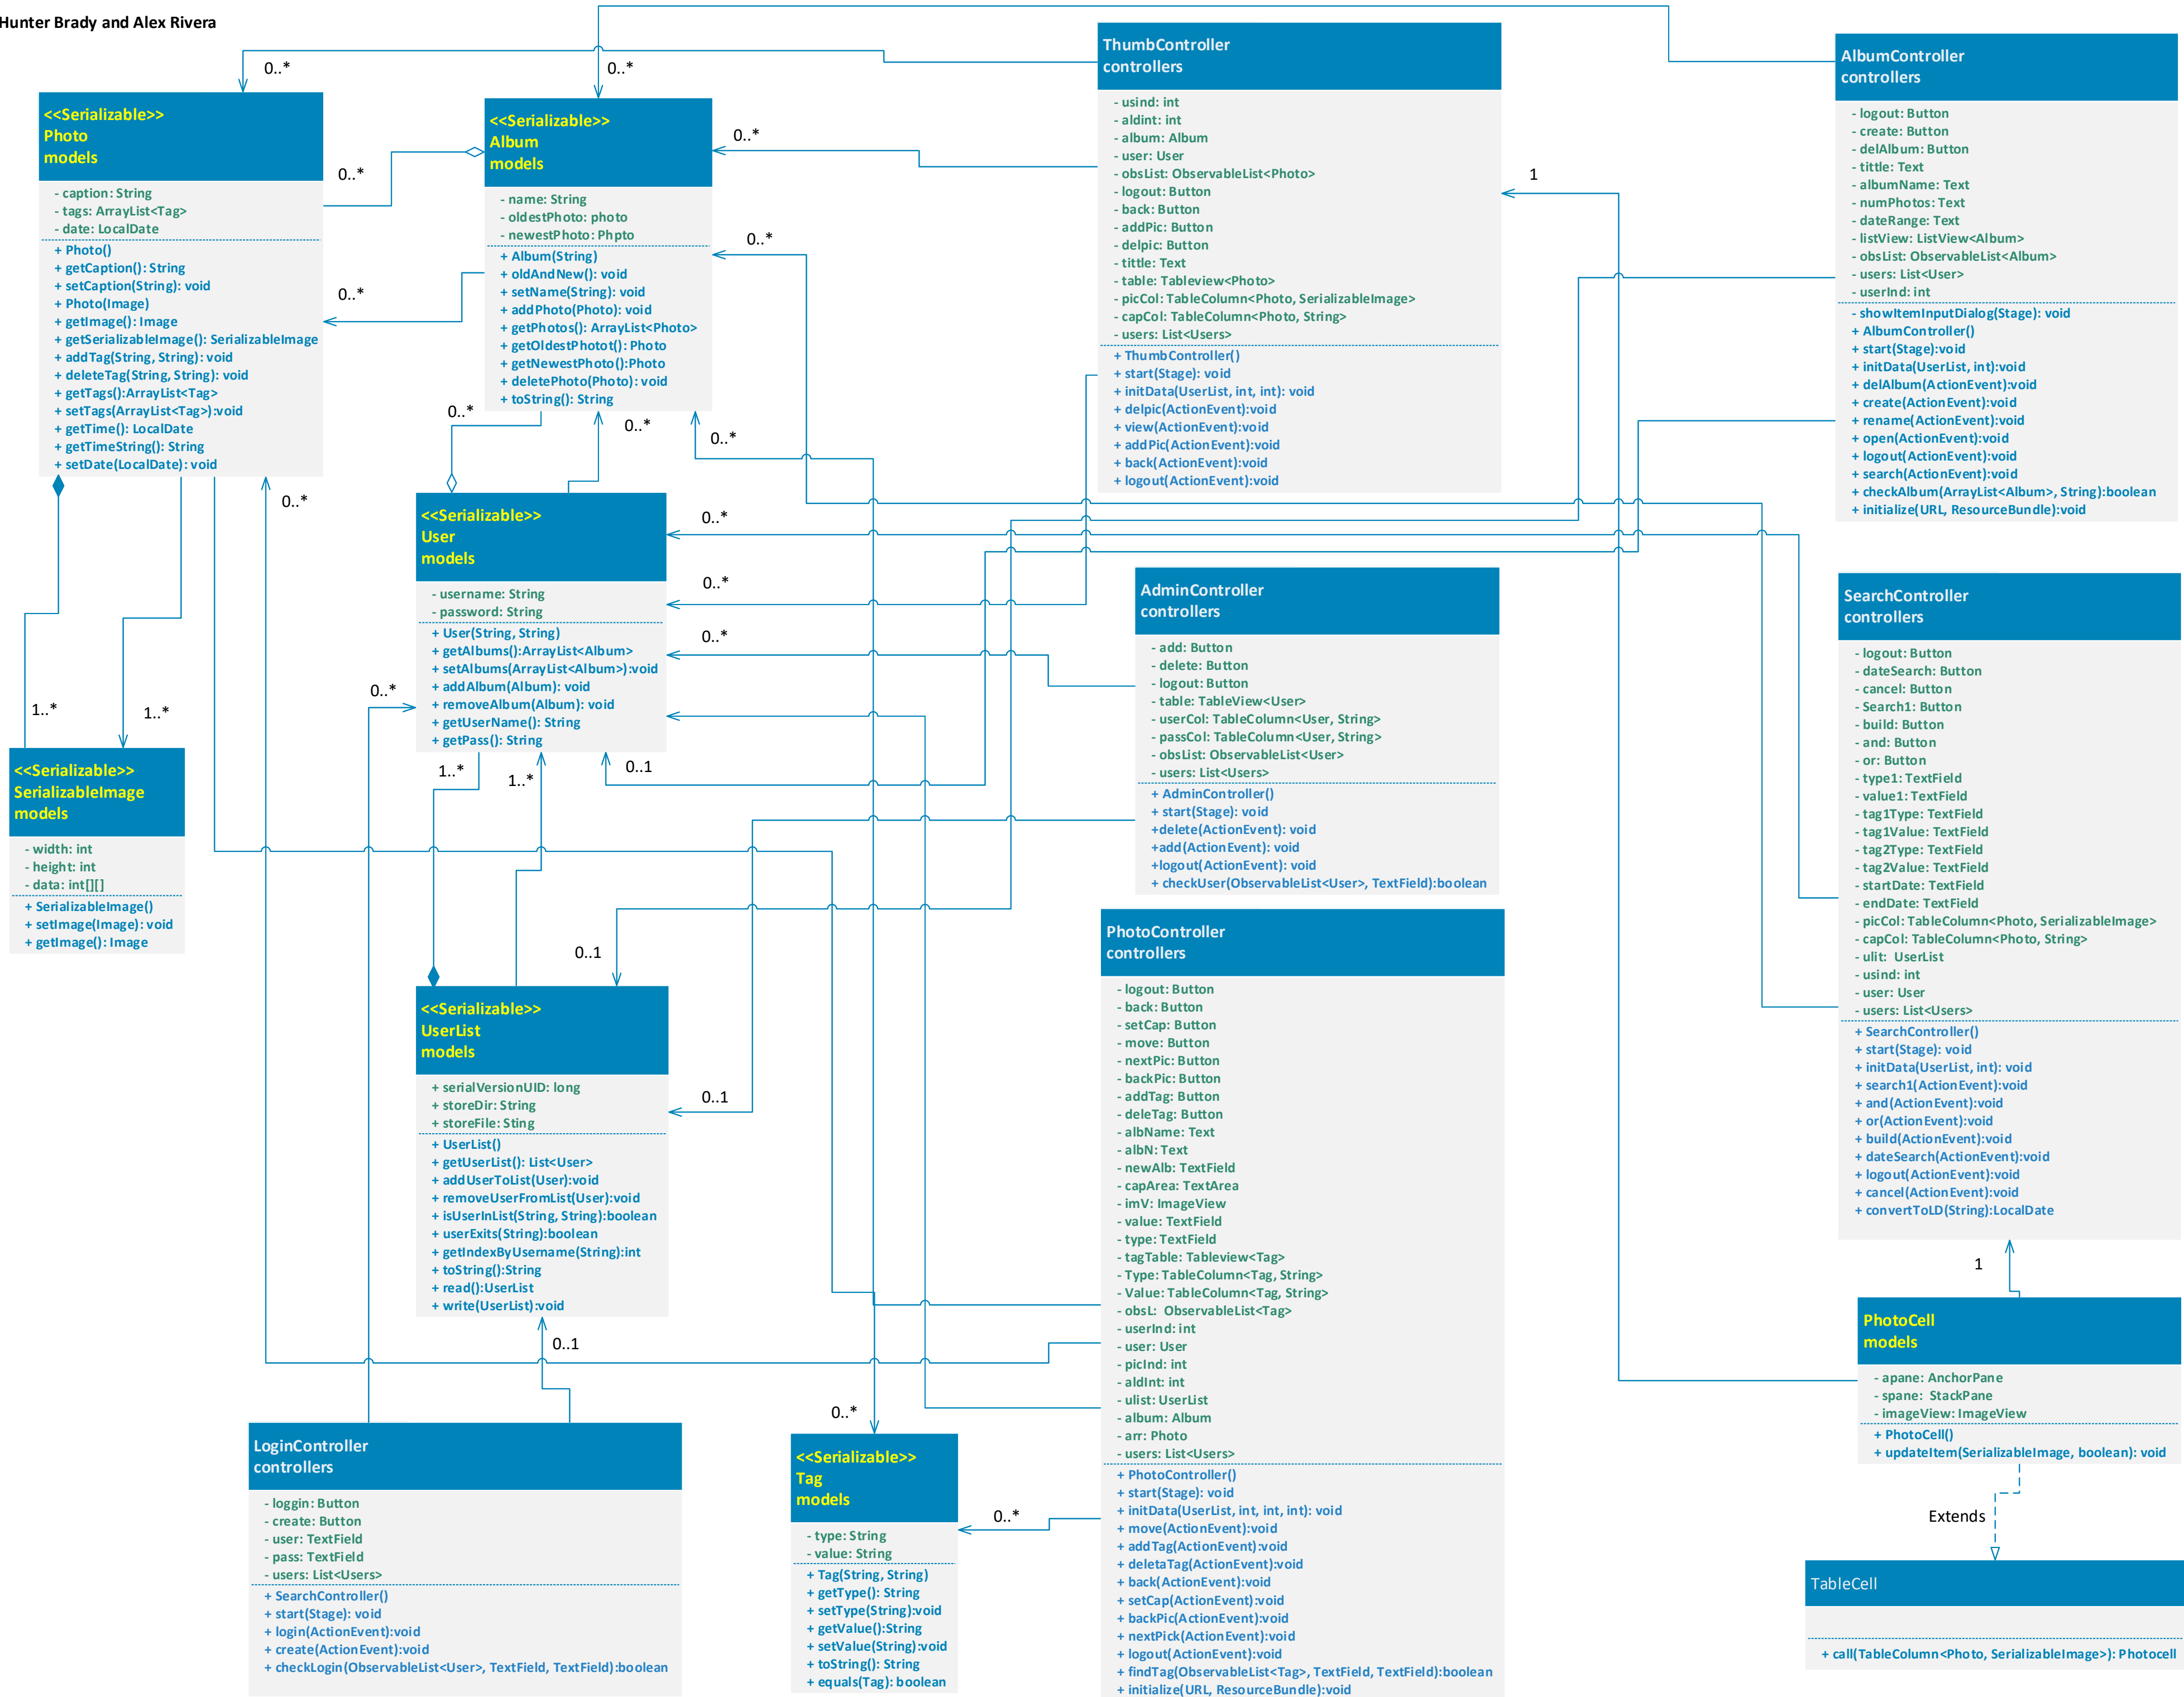 Hunter Brady and Alex Rivera
0..*
0..*
<<Serializable>>
Photo
models
- caption: String
- tags: ArrayList<Tag>
- date: LocalDate
+ Photo()
+ getCaption(): String
+ setCaption(String): void
+ Photo(Image)
+ getImage(): Image
+ getSerializableImage(): SerializableImage
+ addTag(String, String): void
+ deleteTag(String, String): void
+ getTags():ArrayList<Tag>
+ setTags(ArrayList<Tag>):void
+ getTime(): LocalDate
+ getTimeString(): String
+ setDate(LocalDate): void
0..*
0..*
<<Serializable>>
Album
models
- name: String
- oldestPhoto: photo
- newestPhoto: Phpto
+ Album(String)
+ oldAndNew(): void
+ setName(String): void
+ addPhoto(Photo): void
+ getPhotos(): ArrayList<Photo>
+ getOldestPhotot(): Photo
+ getNewestPhoto():Photo
+ deletePhoto(Photo): void
+ toString(): String
0..*
0..*
0..*
0..*
0..*
ThumbController
controllers
- usind: int
- aldint: int
- album: Album
- user: User
- obsList: ObservableList<Photo>
- logout: Button
- back: Button
- addPic: Button
- delpic: Button
- tittle: Text
- table: Tableview<Photo>
- picCol: TableColumn<Photo, SerializableImage>
- capCol: TableColumn<Photo, String>
- users: List<Users>
+ ThumbController()
+ start(Stage): void
+ initData(UserList, int, int): void
+ delpic(ActionEvent):void
+ view(ActionEvent):void
+ addPic(ActionEvent):void
+ back(ActionEvent):void
+ logout(ActionEvent):void
1
AlbumController
controllers
- logout: Button
- create: Button
- delAlbum: Button
- tittle: Text
- albumName: Text
- numPhotos: Text
- dateRange: Text
- listView: ListView<Album>
- obsList: ObservableList<Album>
- users: List<User>
- userInd: int
- showItemInputDialog(Stage): void
+ AlbumController()
+ start(Stage):void
+ initData(UserList, int):void
+ delAlbum(ActionEvent):void
+ create(ActionEvent):void
+ rename(ActionEvent):void
+ open(ActionEvent):void
+ logout(ActionEvent):void
+ search(ActionEvent):void
+ checkAlbum(ArrayList<Album>, String):boolean
+ initialize(URL, ResourceBundle):void
0..*
<<Serializable>>
User
models
- username: String
- password: String
+ User(String, String)
+ getAlbums():ArrayList<Album>
+ setAlbums(ArrayList<Album>):void
+ addAlbum(Album): void
+ removeAlbum(Album): void
+ getUserName(): String
+ getPass(): String
0..*
0..*
0..*
0..*
1..*
1..*
0..1
1..*
1..*
<<Serializable>>
SerializableImage
models
- width: int
- height: int
- data: int[][]
+ SerializableImage()
+ setImage(Image): void
+ getImage(): Image
AdminController
controllers
- add: Button
- delete: Button
- logout: Button
- table: TableView<User>
- userCol: TableColumn<User, String>
- passCol: TableColumn<User, String>
- obsList: ObservableList<User>
- users: List<Users>
+ AdminController()
+ start(Stage): void
+delete(ActionEvent): void
+add(ActionEvent): void
+logout(ActionEvent): void
+ checkUser(ObservableList<User>, TextField):boolean
SearchController
controllers
- logout: Button
- dateSearch: Button
- cancel: Button
- Search1: Button
- build: Button
- and: Button
- or: Button
- type1: TextField
- value1: TextField
- tag1Type: TextField
- tag1Value: TextField
- tag2Type: TextField
- tag2Value: TextField
- startDate: TextField
- endDate: TextField
- picCol: TableColumn<Photo, SerializableImage>
- capCol: TableColumn<Photo, String>
- ulit:  UserList
- usind: int
- user: User
- users: List<Users>
+ SearchController()
+ start(Stage): void
+ initData(UserList, int): void
+ search1(ActionEvent):void
+ and(ActionEvent):void
+ or(ActionEvent):void
+ build(ActionEvent):void
+ dateSearch(ActionEvent):void
+ logout(ActionEvent):void
+ cancel(ActionEvent):void
+ convertToLD(String):LocalDate
0..1
<<Serializable>>
UserList
models
+ serialVersionUID: long
+ storeDir: String
+ storeFile: Sting
+ UserList()
+ getUserList(): List<User>
+ addUserToList(User):void
+ removeUserFromList(User):void
+ isUserInList(String, String):boolean
+ userExits(String):boolean
+ getIndexByUsername(String):int
+ toString():String
+ read():UserList
+ write(UserList):void
0..1
0..1
PhotoController
controllers
- logout: Button
- back: Button
- setCap: Button
- move: Button
- nextPic: Button
- backPic: Button
- addTag: Button
- deleTag: Button
- albName: Text
- albN: Text
- newAlb: TextField
- capArea: TextArea
- imV: ImageView
- value: TextField
- type: TextField
- tagTable: Tableview<Tag>
- Type: TableColumn<Tag, String>
- Value: TableColumn<Tag, String>
- obsL:  ObservableList<Tag>
- userInd: int
- user: User
- picInd: int
- aldInt: int
- ulist: UserList
- album: Album
- arr: Photo
- users: List<Users>
+ PhotoController()
+ start(Stage): void
+ initData(UserList, int, int, int): void
+ move(ActionEvent):void
+ addTag(ActionEvent):void
+ deletaTag(ActionEvent):void
+ back(ActionEvent):void
+ setCap(ActionEvent):void
+ backPic(ActionEvent):void
+ nextPick(ActionEvent):void
+ logout(ActionEvent):void
+ findTag(ObservableList<Tag>, TextField, TextField):boolean
+ initialize(URL, ResourceBundle):void
1
PhotoCell
models
- apane: AnchorPane
- spane:  StackPane
- imageView: ImageView
+ PhotoCell()
+ updateItem(SerializableImage, boolean): void
Extends
TableCell
+ call(TableColumn<Photo, SerializableImage>): Photocell
LoginController
controllers
- loggin: Button
- create: Button
- user: TextField
- pass: TextField
- users: List<Users>
+ SearchController()
+ start(Stage): void
+ login(ActionEvent):void
+ create(ActionEvent):void
+ checkLogin(ObservableList<User>, TextField, TextField):boolean
0..*
<<Serializable>>
Tag
models
- type: String
- value: String
+ Tag(String, String)
+ getType(): String
+ setType(String):void
+ getValue():String
+ setValue(String):void
+ toString(): String
+ equals(Tag): boolean
0..*